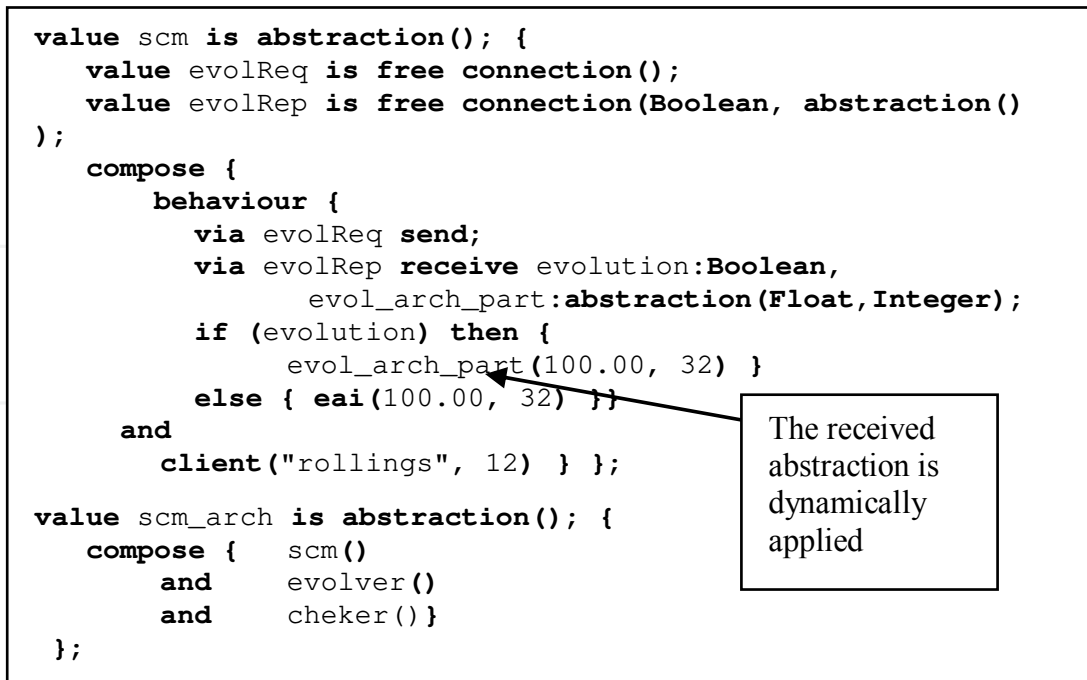 value scm is abstraction(); {
value evolReq is free connection();
value evolRep is free connection(Boolean, abstraction()
);
compose {
behaviour {
via evolReq send;
via evolRep receive evolution:Boolean,
evol_arch_part:abstraction(Float,Integer);
if (evolution) then {
evol_arch_part(100.00, 32) }
else { eai(100.00, 32) }}
and
client("rollings", 12) } };
value scm_arch is abstraction(); {
compose { scm()
and evolver()
and cheker()}
};
The received
abstraction is
dynamically
applied